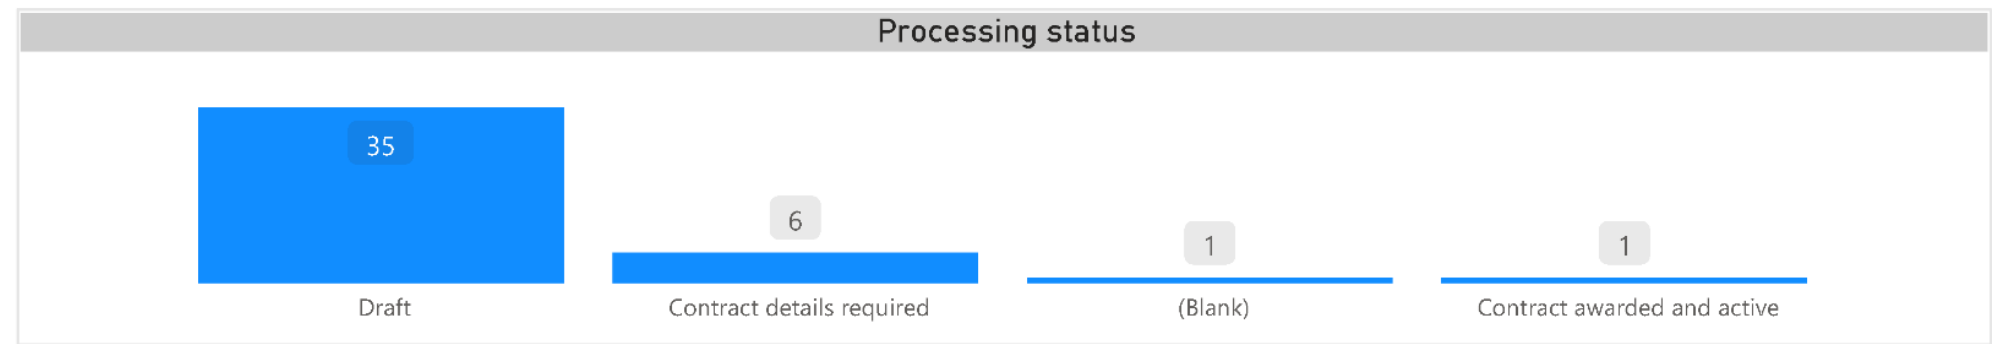 Processing status
35
6
1
1
Draft
Contract details required
(Blank)
Contract awarded and active